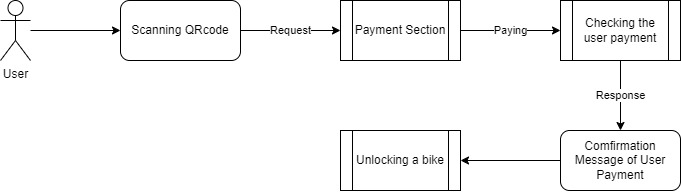 User
Scanning QRcode
Request
Payment Section
Paying
Checking the
user payment
Response
Comfirmation
Message of User
Payment
Unlocking a bike